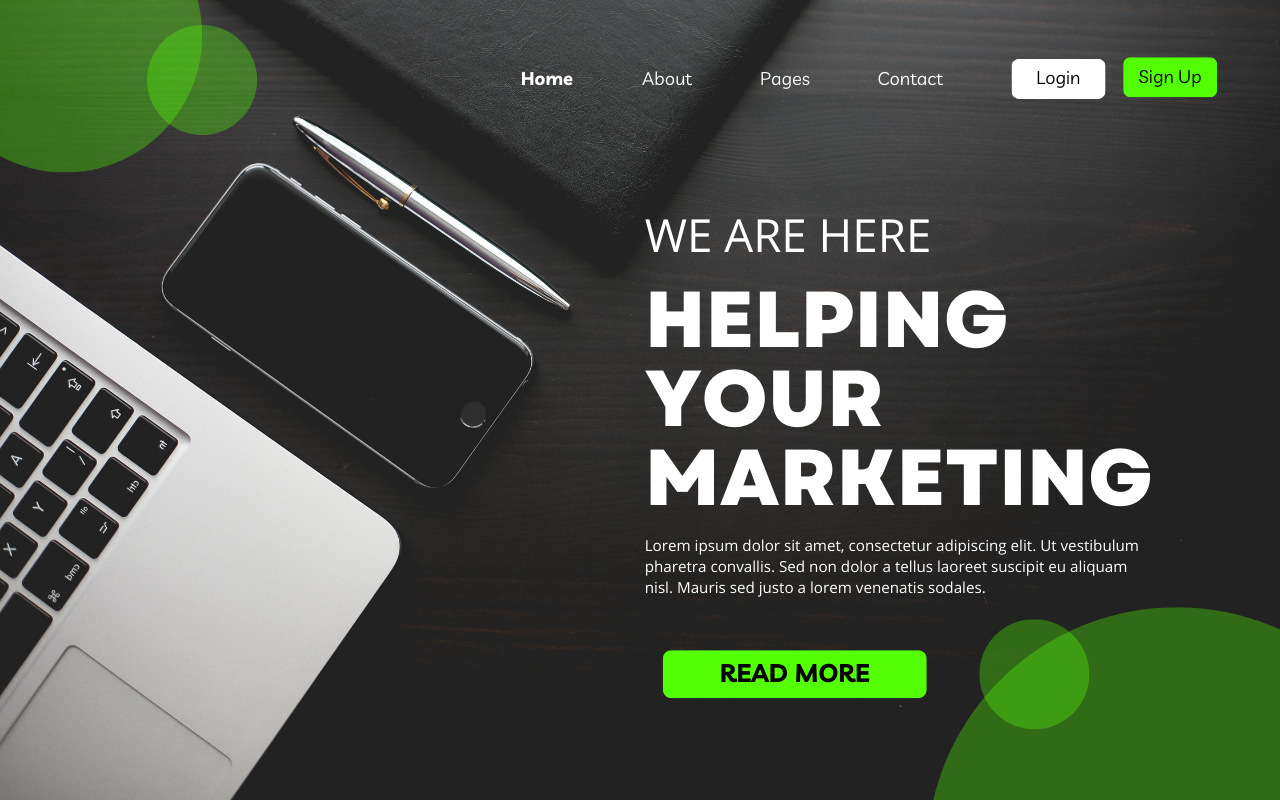 Home About Pages Contact Login Sign Up
WE ARE HERE
HELPING
YOUR
MARKETING
Lorem ipsum dolor sit amet, consectetur adipiscing elit. Ut vestibulum
pharetra convallis. Sed non dolor a tellus laoreet suscipit eu aliquam
nisl. Mauris sed justo a lorem venenatis sodales.
READ MORE
A
Y
X